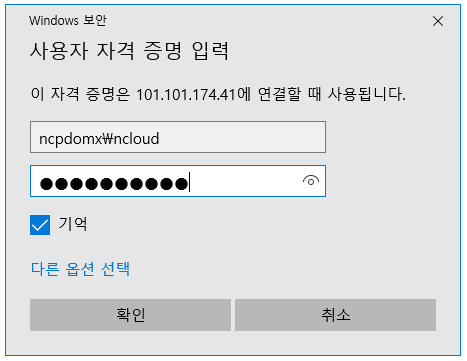 Windows 보안
사용자 자격 증명 입력
이 자격 증명은 101.101.174.41에 연결할 때 사용됩니다.
ncpdomx₩ncloud
●●●●●●●●●●
기억
다른 옵션 선택
확인
취소